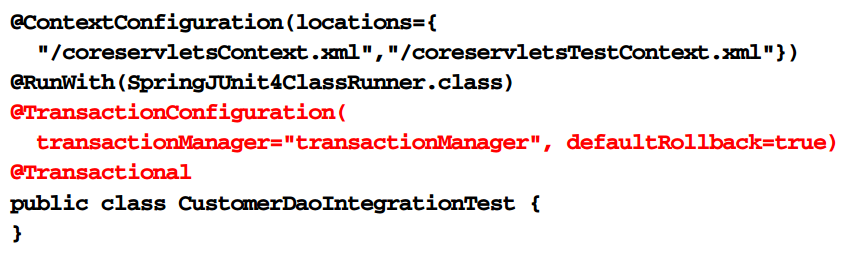 @ContextConfiguration(locations={
"/coreservletsContext.xml","/coreservletsTestContext.xml"})
@RunWith(SpringJUnit4ClassRunner.class)
@TransactionConfiguration(
transactionManager="transactionManager", defaultRollback=true)
@Transactional
public class CustomerDaoIntegrationTest {
}